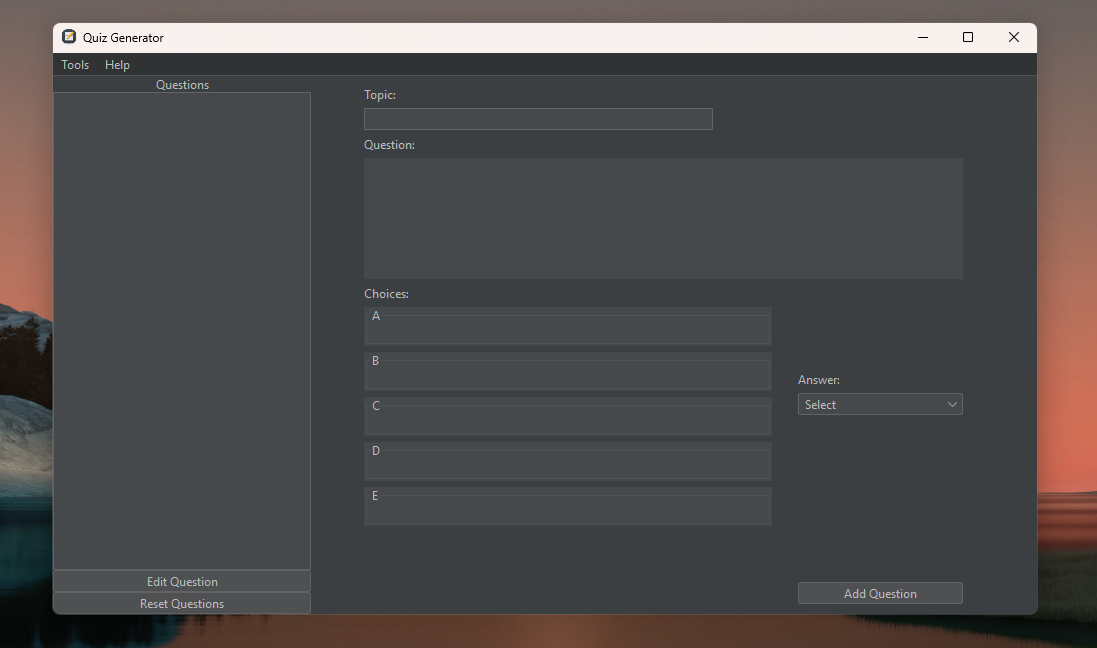 Quiz Generator
Tools Help
Questions
Topic:
Question:
Choices:
A
B
C
D
E
Answer:
Select
Edit Question
Reset Questions
Add Question